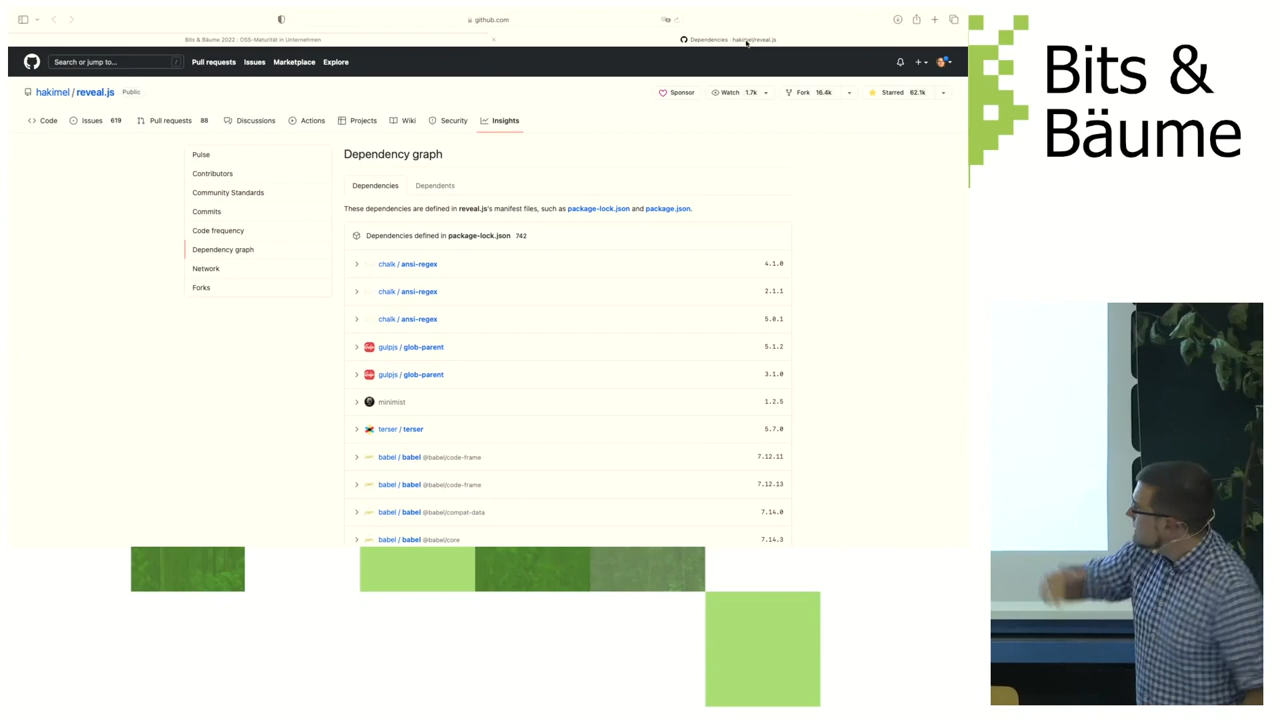 github.com
Bits & Bäume 2022 : OSS-Maturität in Unternehmen
Dependencies · hakimel/reveal.js
Search or jump to...
/
Pull requests
Issues
Marketplace
Explore
hakimel / reveal.js
Public
Sponsor
Watch 1.7k
Fork 16.4k
Starred 62.1k
Code
Issues 619
Pull requests 88
Discussions
Actions
Projects
Wiki
Security
Insights
Pulse
Contributors
Community Standards
Commits
Code frequency
Dependency graph
Network
Forks
Dependency graph
Dependencies
Dependents
These dependencies are defined in reveal.js's manifest files, such as package-lock.json and package.json.
Dependencies defined in package-lock.json 742
chalk / ansi-regex 4.1.0
chalk / ansi-regex 2.1.1
chalk / ansi-regex 5.0.1
gulpjs / glob-parent 5.1.2
gulpjs / glob-parent 3.1.0
minimist 1.2.5
terser / terser 5.7.0
babel / babel @babel/code-frame 7.12.11
babel / babel @babel/code-frame 7.12.13
babel / babel @babel/compat-data 7.14.0
babel / babel @babel/core 7.14.3
Bits &
Bäume